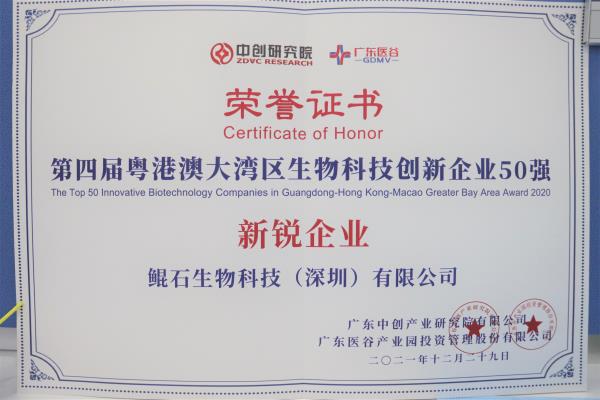 中创研究院
ZDVC RESEARCH
广东医谷
GDMV
荣誉证书
Certificate of Honor
第四届粤港澳大湾区生物科技创新企业50强
The Top 50 Innovative Biotechnology Companies in Guangdong-Hong Kong-Macao Greater Bay Area Award 2020
新锐企业
鲲石生物科技（深圳）有限公司
广东中创产业研究院有限公司
广东医谷产业园投资管理股份有限公司
二〇二一年十二月二十九日